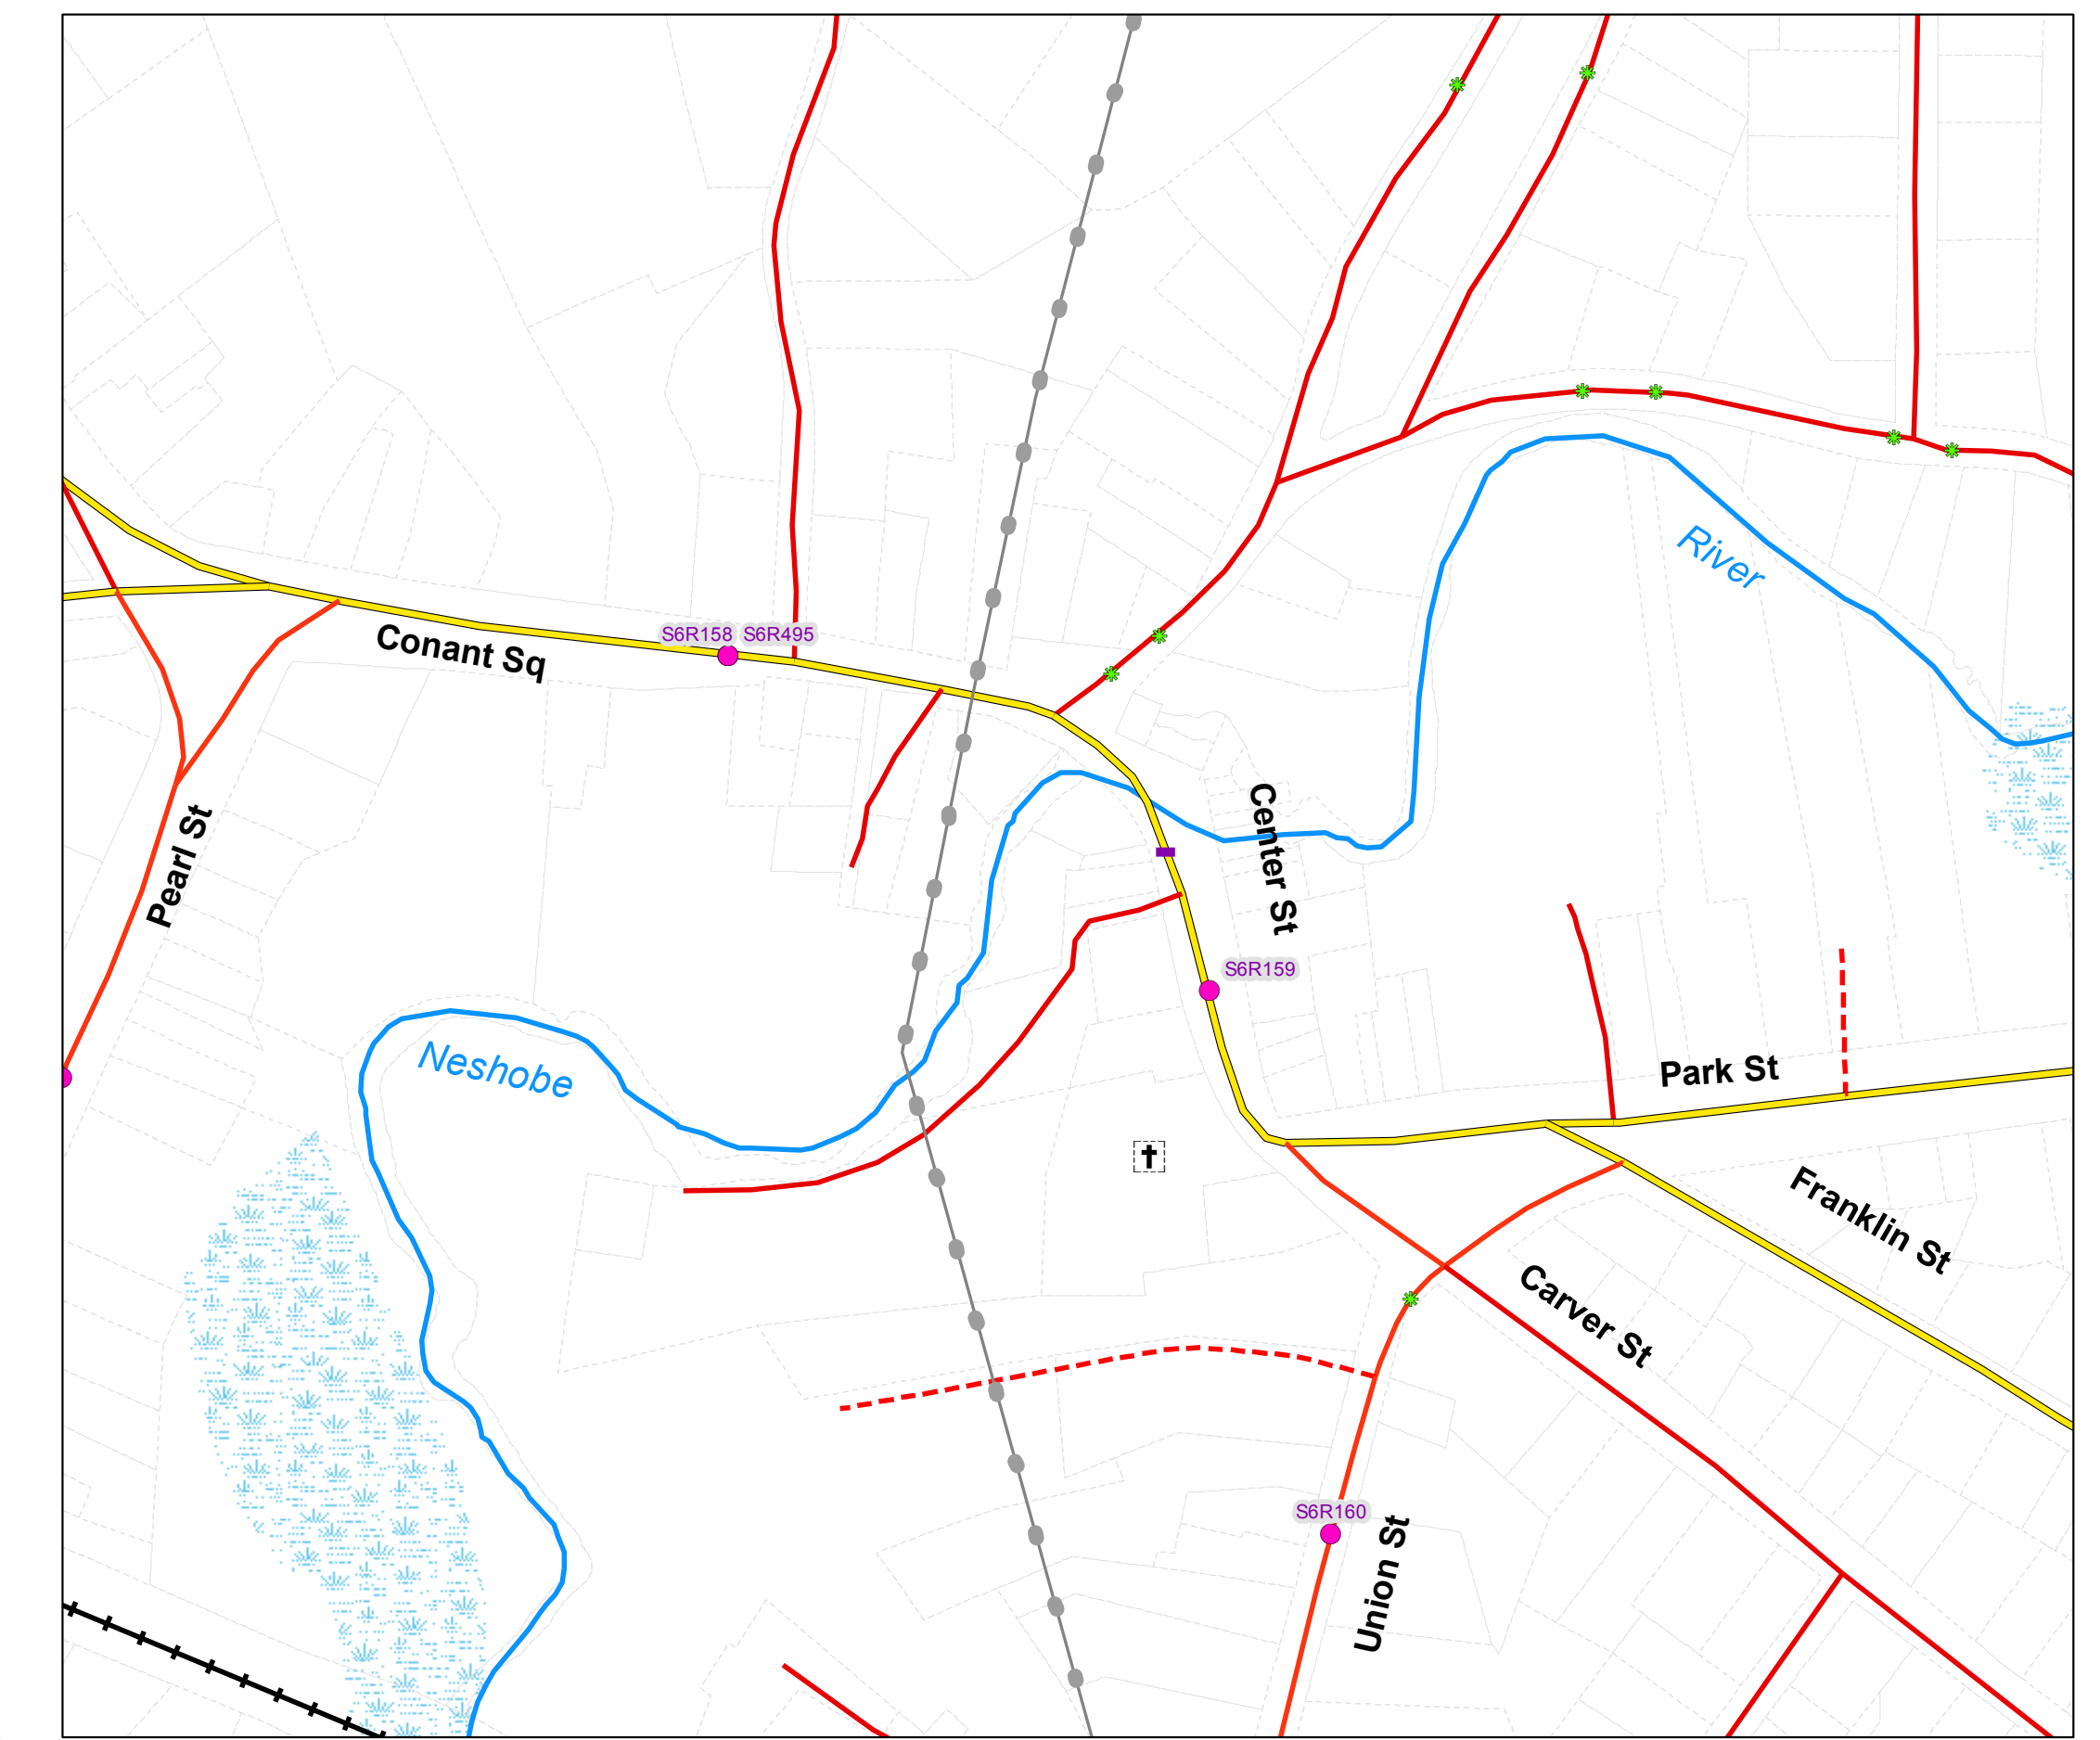 River
S6R158 S6R495
Conant Sq
Center St
Pearl St
S6R159
Neshobe
Park St
Franklin St
Carver St
S6R160
Union St